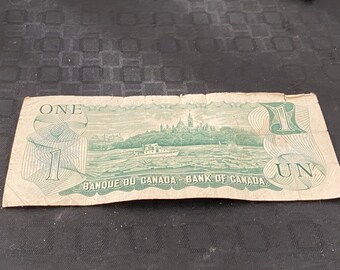 ONE
1
1
UN
BANQUE DU CANADA - BANK OF CANADA